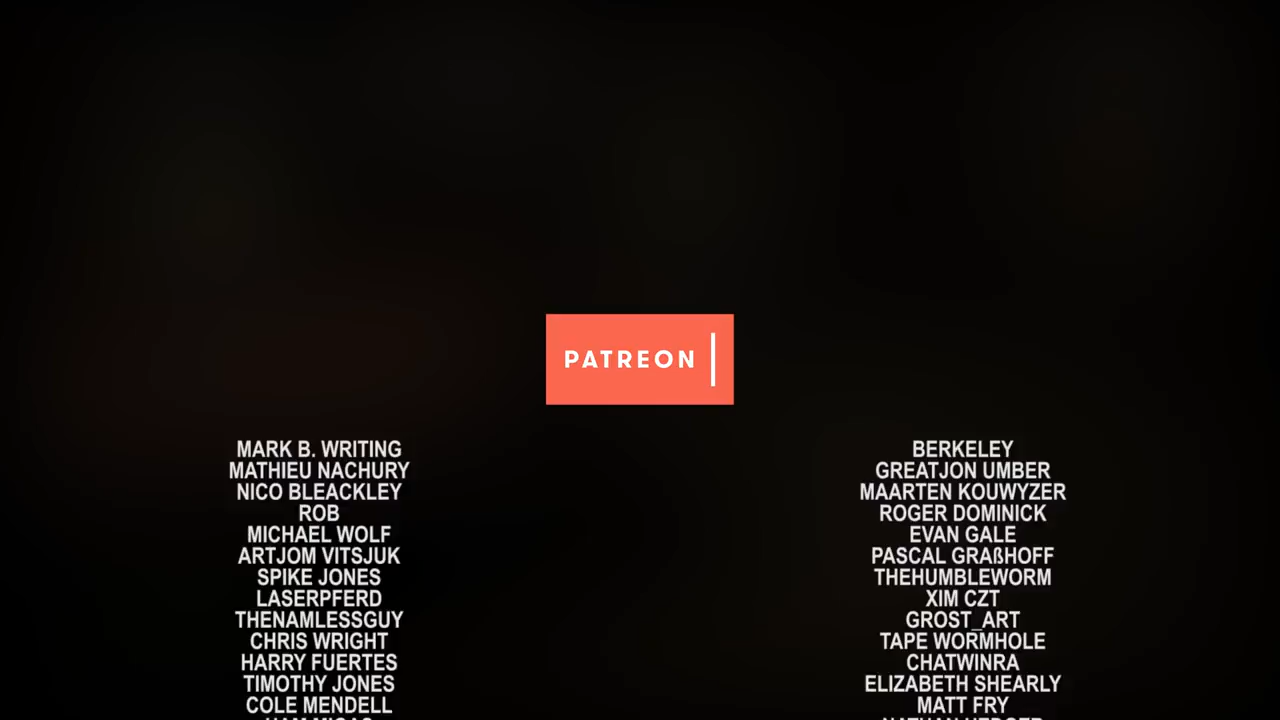 PATREON
MARK B. WRITING
MATHIEU NACHURY
NICO BLEACKLEY
ROB
MICHAEL WOLF
ARTJOM VITSJUK
SPIKE JONES
LASERPFERD
THENAMLESSGUY
CHRIS WRIGHT
HARRY FUERTES
TIMOTHY JONES
COLE MENDELL
BERKELEY
GREATJON UMBER
MAARTEN KOUWYZER
ROGER DOMINICK
EVAN GALE
PASCAL GRAßHOFF
THEHUMBLEWORM
XIM CZT
GROST_ART
TAPE WORMHOLE
CHATWINRA
ELIZABETH SHEARLY
MATT FRY